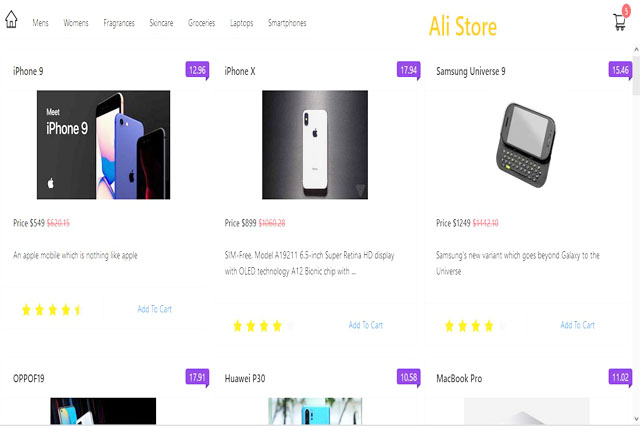 Mens Womens Fragrances Skincare Groceries Laptops Smartphones Ali Store 5
iPhone 9 12.96 iPhone X 17.94 Samsung Universe 9 15.46
Meet
iPhone 9
Price $549 $620.15 Price $899 $1060.28 Price $1249 $1442.10
An apple mobile which is nothing like apple
SIM-Free, Model A19211 6.5-inch Super Retina HD display
with OLED technology A12 Bionic chip with ...
Samsung's new variant which goes beyond Galaxy to the
Universe
Add To Cart
Add To Cart Add To Cart
OPPOF19 17.91 Huawei P30 10.58 MacBook Pro 11.02